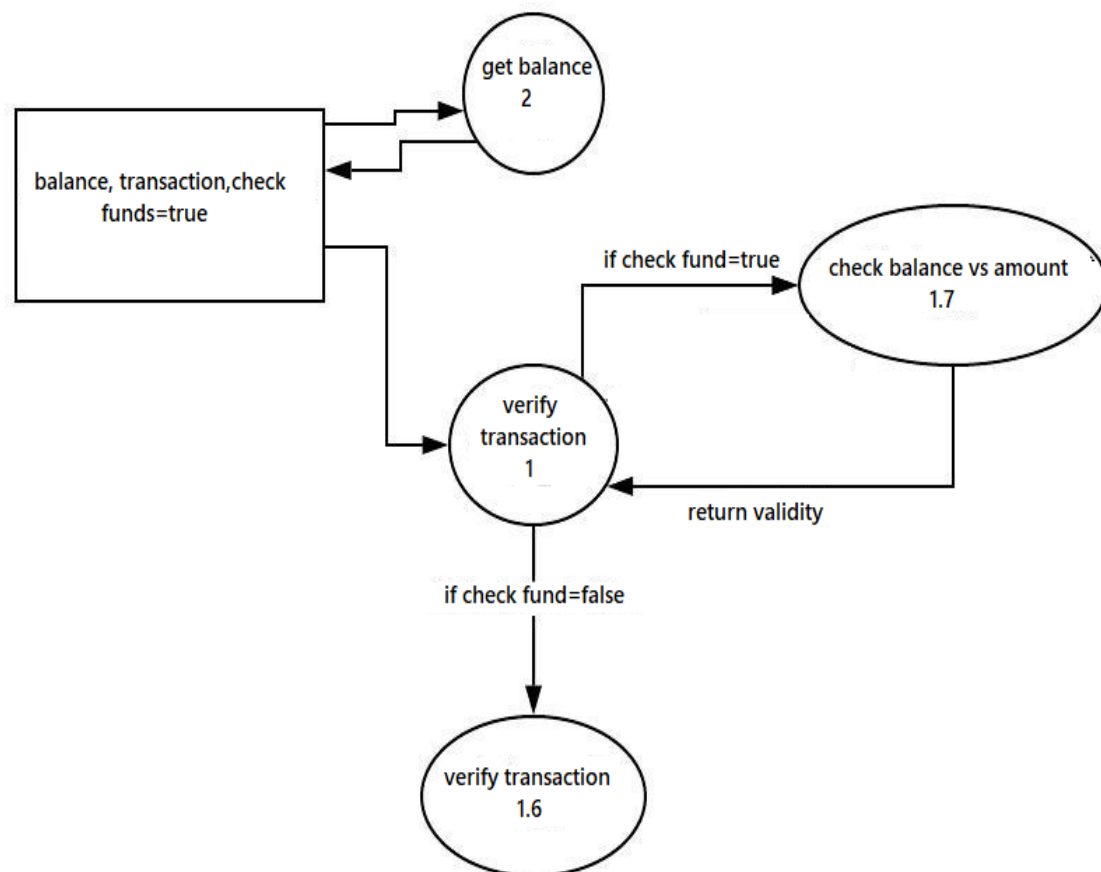 get balance
2
balance, transaction,check
funds=true
if check fund=true
check balance vs amount
1.7
verify
transaction
1
return validity
if check fund=false
verify transaction
1.6